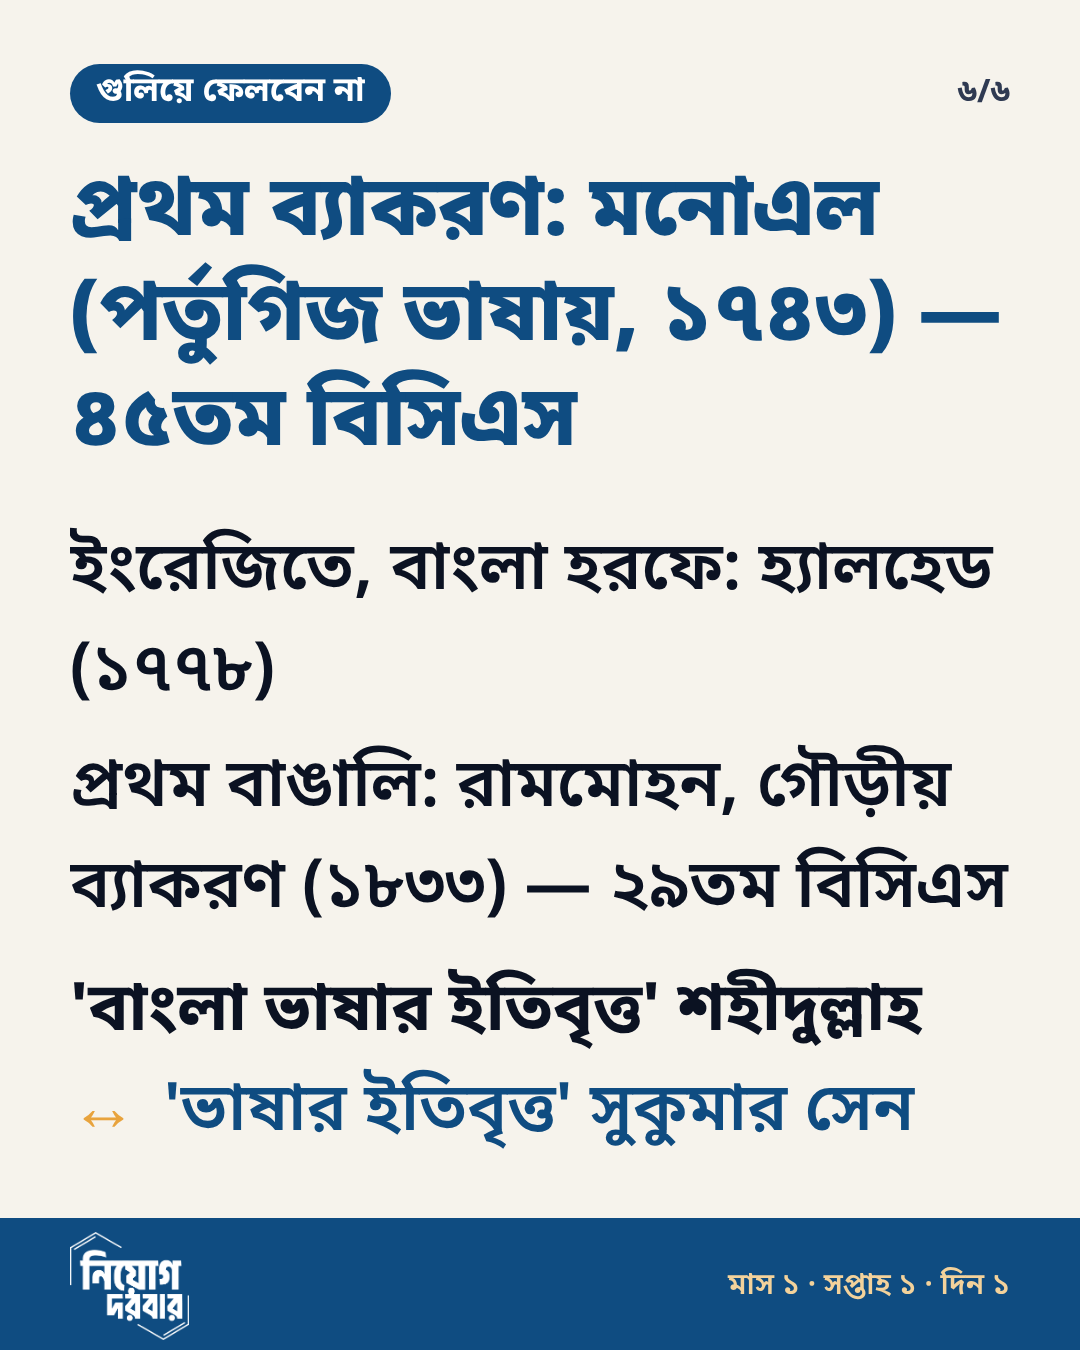 গুলিয়ে ফেলবেন না
৬/৬
প্রথম ব্যাকরণ: মনোএল
(পর্তুগিজ ভাষায়, ১৭৪৩) —
৪৫তম বিসিএস
ইংরেজিতে, বাংলা হরফে: হ্যালহেড
(১৭৭৮)
প্রথম বাঙালি: রামমোহন, গৌড়ীয়
ব্যাকরণ (১৮৩৩) — ২৯তম বিসিএস
'বাংলা ভাষার ইতিবৃত্ত' শহীদুল্লাহ
↔ 'ভাষার ইতিবৃত্ত' সুকুমার সেন
নিয়োগ
দরবার
মাস ১ · সপ্তাহ ১ · দিন ১